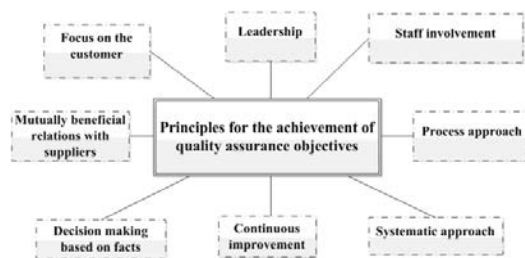 Focus on the
customer
Leadership
Staff involvement
Mutually beneficial
relations with
suppliers
Principles for the achievement of
quality assurance objectives
Process approach
Decision making
based on facts
Continuous
improvement
Systematic approach